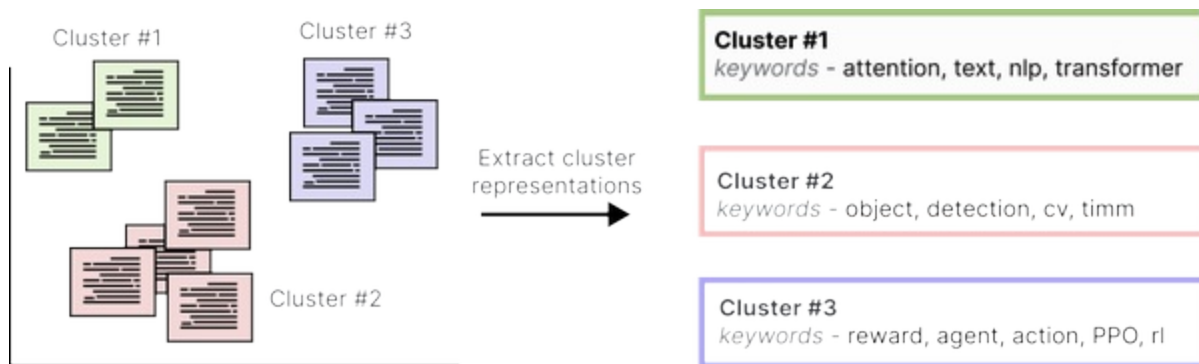 Cluster #1
Cluster #3
Cluster #2
Extract cluster
representations
Cluster #1
keywords - attention, text, nlp, transformer
Cluster #2
keywords - object, detection, cv, timm
Cluster #3
keywords - reward, agent, action, PPO, rl